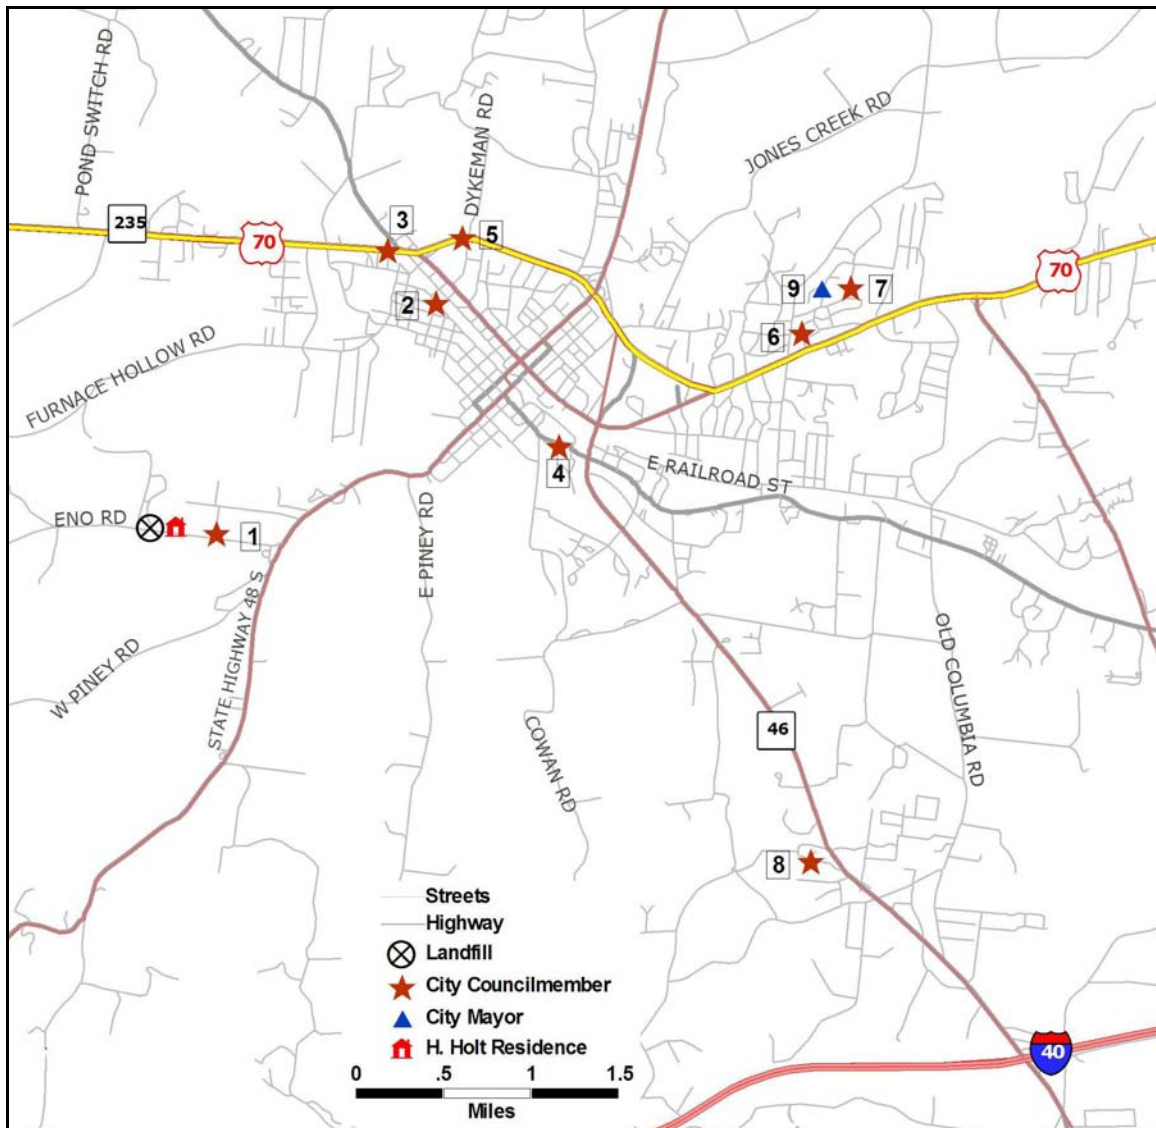 POND SWITCH RD
DYKEMAN RD
JONES CREEK RD
235
70
3
5
70
9
7
2
6
FURNACE HOLLOW RD
4
E RAILROAD ST
ENO RD
1
E PINEY RD
STATE HIGHWAY 48 S
W PINEY RD
OLD COLUMBIA RD
COWAN RD
46
8
Streets
Highway
Landfill
City Councilmember
City Mayor
H. Holt Residence
0 .5 1 1.5
Miles
40